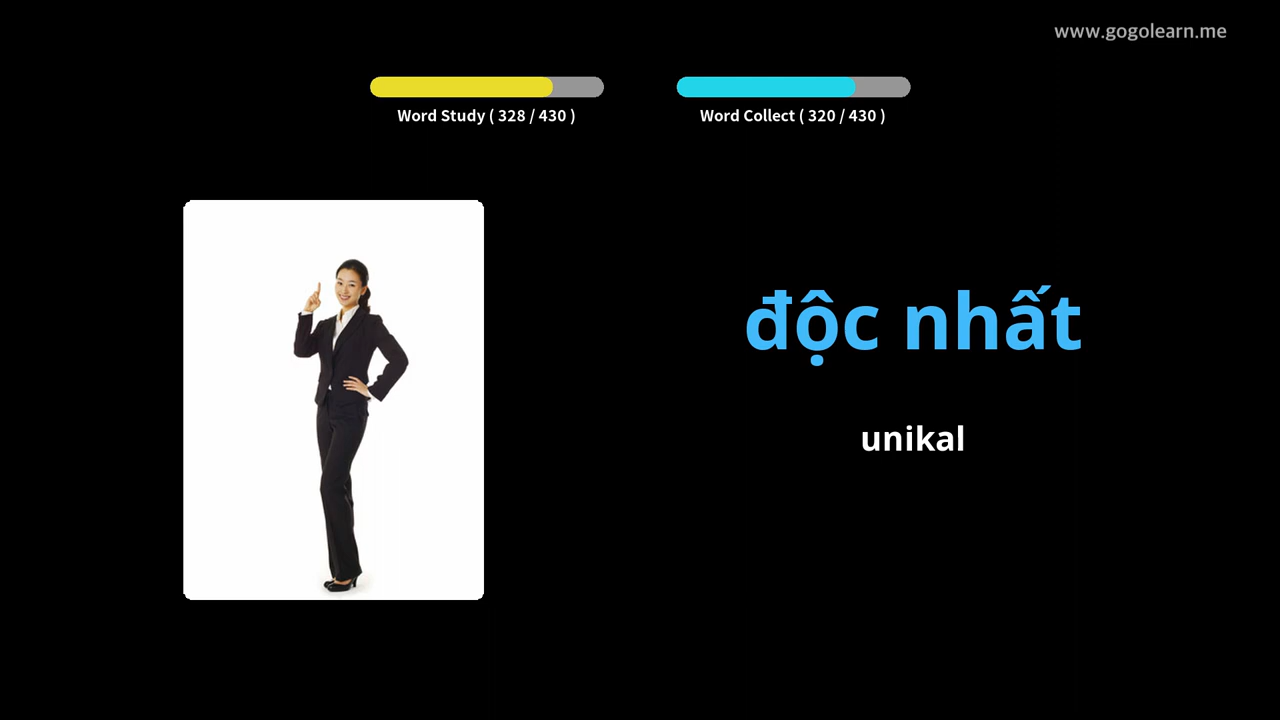 www.gogolearn.me
Word Study ( 328 / 430 )
Word Collect ( 320 / 430 )
độc nhất
unikal